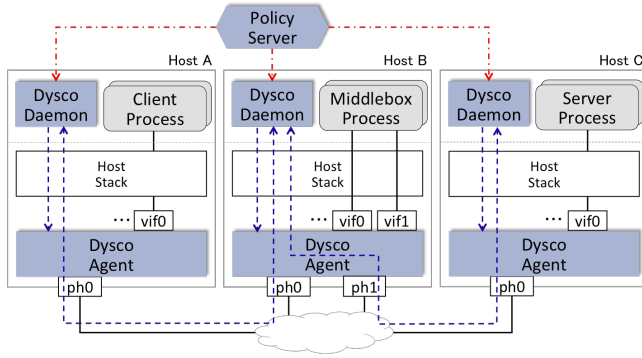 Policy
Server
Host A
Host B
Host C
Dysco
Daemon
Client
Process
Dysco
Daemon
Middlebox
Process
Dysco
Daemon
Server
Process
Host
Stack
Host
Stack
Host
Stack
... vif0
... vif0
vif1
... vif0
Dysco
Agent
Dysco
Agent
Dysco
Agent
ph0
ph0
ph1
ph0